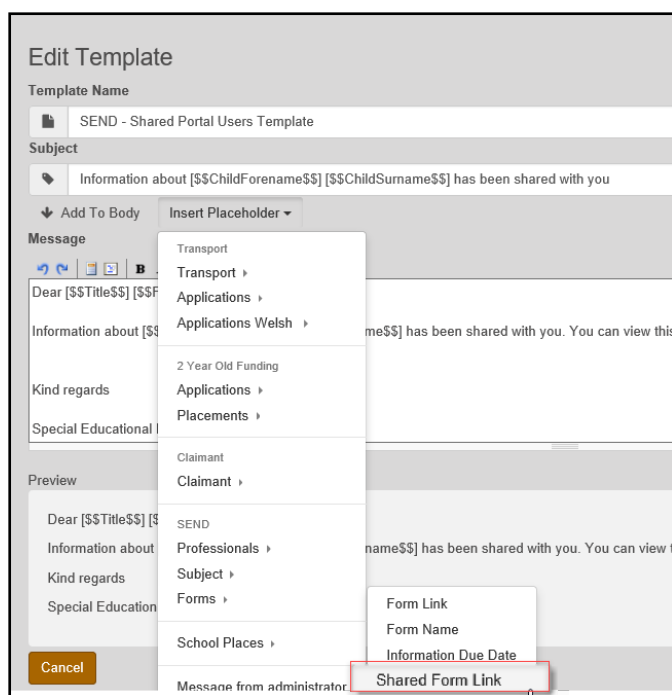 Edit Template
Template Name
SEND - Shared Portal Users Template
Subject
Information about [$$ChildForename$$] [$$ChildSurname$$] has been shared with you
Add To Body Insert Placeholder
Message
B
Dear [$$Title$$] [$$F
Information about [$$ me$$] has been shared with you. You can view this
Kind regards
Special Educational
Transport
Transport
Applications
Applications Welsh
2 Year Old Funding
Applications
Placements
Claimant
Claimant
SEND
Professionals
Subject
Forms
School Places
Message from administrator
Form Link
Form Name
Information Due Date
Shared Form Link
Preview
Dear [$$Title$$] [$
Information about name$$] has been shared with you. You can view
Kind regards
Special Education
Cancel